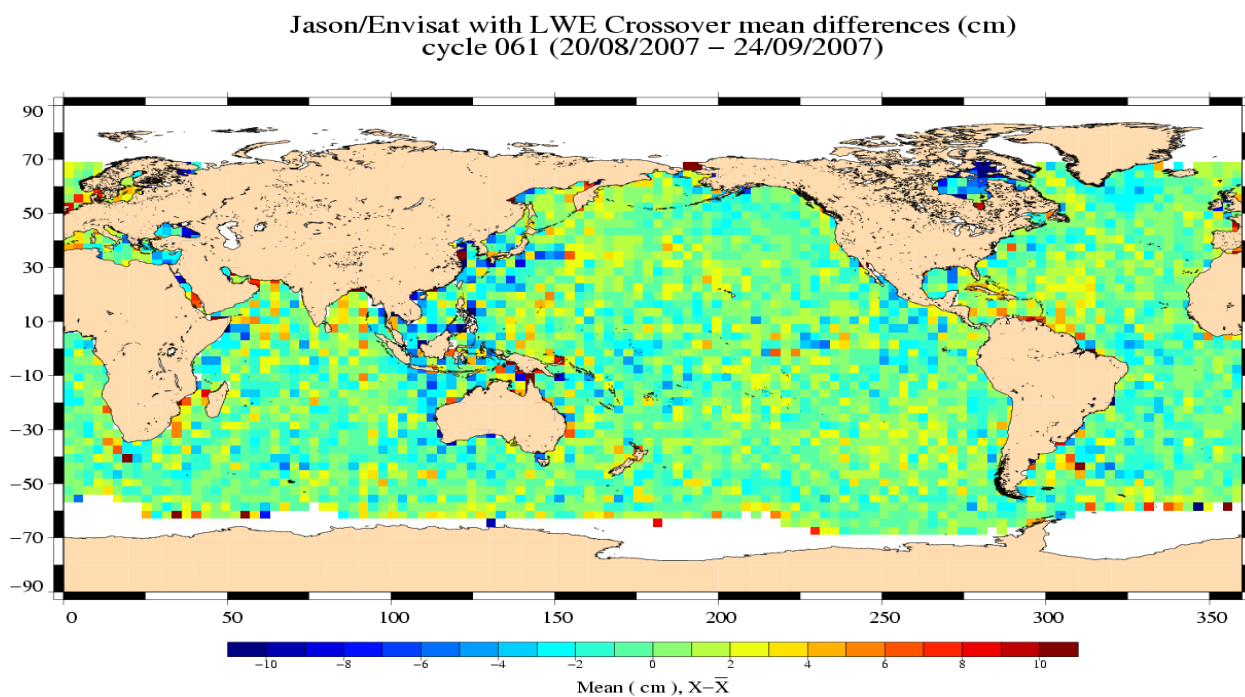 Jason/Envisat with LWE Crossover mean differences (cm)
cycle 061 (20/08/2007 − 24/09/2007)
90
70
50
30
10
−10
−30
−50
−70
−90
0 50 100 150 200 250 300 350
−10 −8 −6 −4 −2 0 2 4 6 8 10
Mean ( cm ), X−X̅